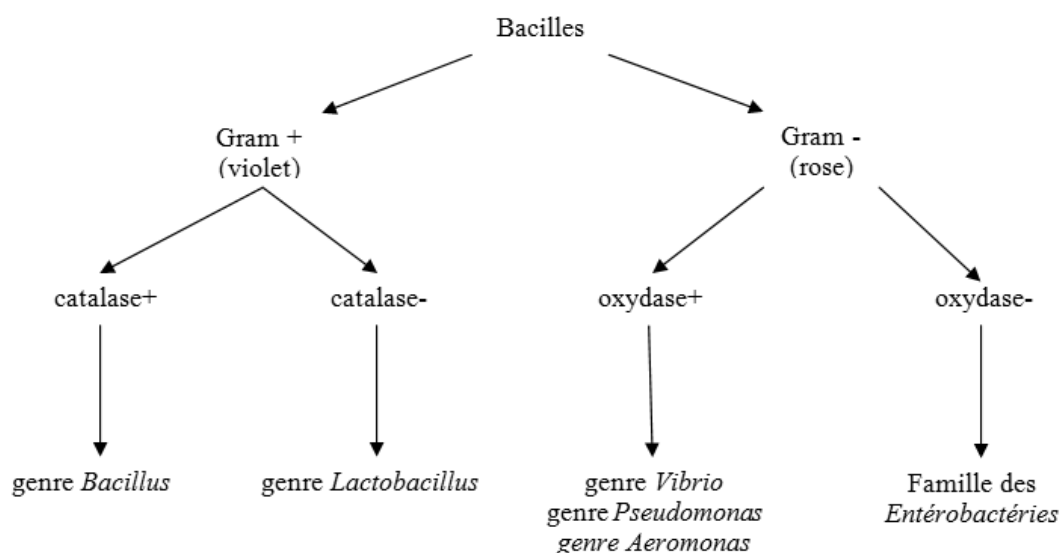 Bacilles
Gram +
(violet)
Gram -
(rose)
catalase+
catalase-
oxydase+
oxydase-
genre Bacillus
genre Lactobacillus
genre Vibrio
genre Pseudomonas
genre Aeromonas
Famille des
Entérobactéries